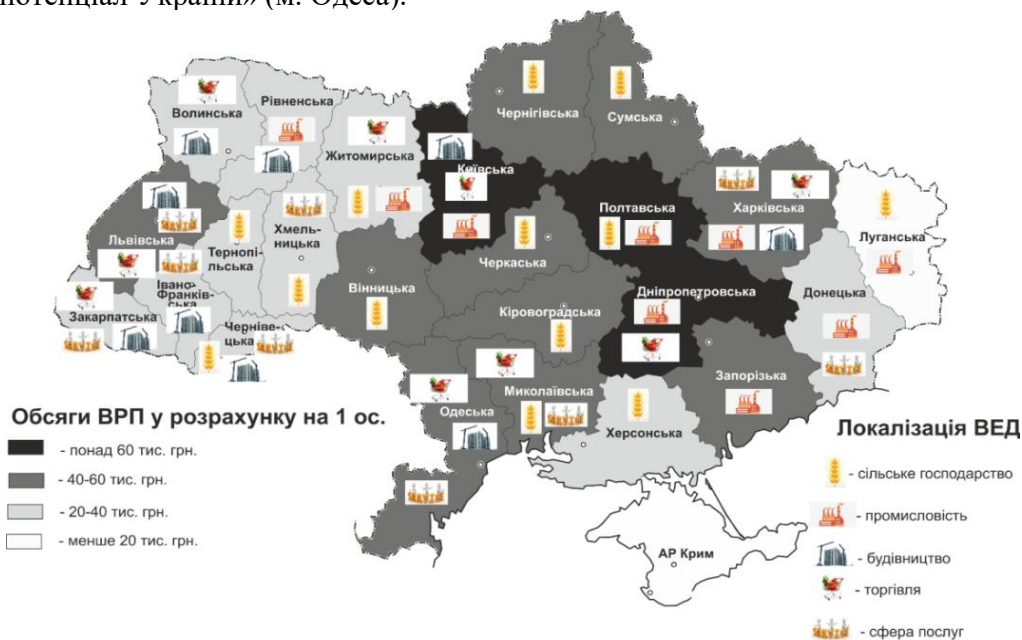 потенціал України» (м. Одеса).
Волинська
Рівненська
Житомирська
Київська
Чернігівська
Сумська
Львівська
Тернопі-
льська
Хмель-
ницька
Вінницька
Черкаська
Полтавська
Харківська
Луганська
Івано-
Франків-
ська
Закарпатська
Черніве-
цька
Кіровоградська
Дніпропетровська
Донецька
Одеська
Миколаївська
Запорізька
Херсонська
АР Крим
Обсяги ВРП у розрахунку на 1 ос.
- понад 60 тис. грн.
- 40-60 тис. грн.
- 20-40 тис. грн.
- менше 20 тис. грн.
Локалізація ВЕД
- сільське господарство
- промисловість
- будівництво
- торгівля
- сфера послуг